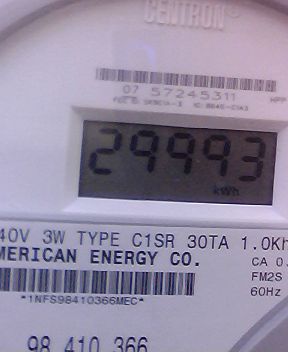 CENTRON®
07 57245311
29993
kWh
40V 3W TYPE C1SR 30TA 1.0Kh
MERICAN ENERGY CO.
CA 0.
FM2S
60Hz
*1NFS98410366MEC*
98 410 366